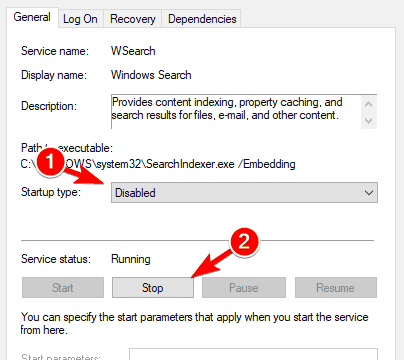 General Log On Recovery Dependencies
Service name: WSearch
Display name: Windows Search
Description: Provides content indexing, property caching, and
search results for files, e-mail, and other content.
Path to executable:
1
\system32\SearchIndexer.exe /Embedding
Startup type: Disabled
2
Service status: Running
Start Stop Pause Resume
You can specify the start parameters that apply when you start the service
from here.
Start parameters: